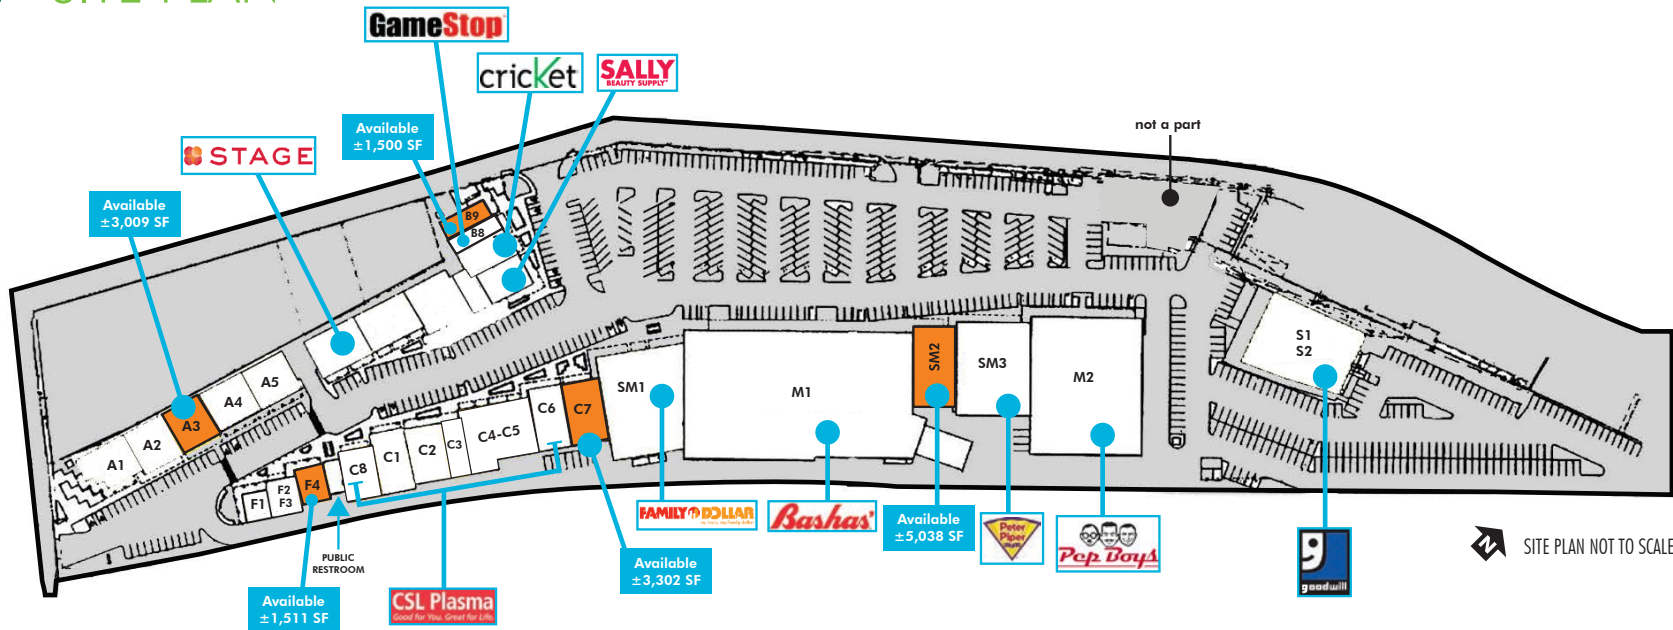 SITE PLAN
GameStop
cricket
SALLY
BEAUTY SUPPLY
Available
±1,500 SF
STAGE
not a part
Available
±3,009 SF
B9
B8
A5
A4
A3
A2
A1
S1
S2
SM1
M1
SM2
SM3
M2
C7
C6
C4-C5
C3
C2
C1
C8
F4
F2
F3
F1
PUBLIC
RESTROOM
FAMILY DOLLAR
Bashas'
Available
±5,038 SF
Peter
Piper
Pep Boys
goodwill
N
SITE PLAN NOT TO SCALE
Available
±3,302 SF
Available
±1,511 SF
CSL Plasma
Good for You. Great for Life.